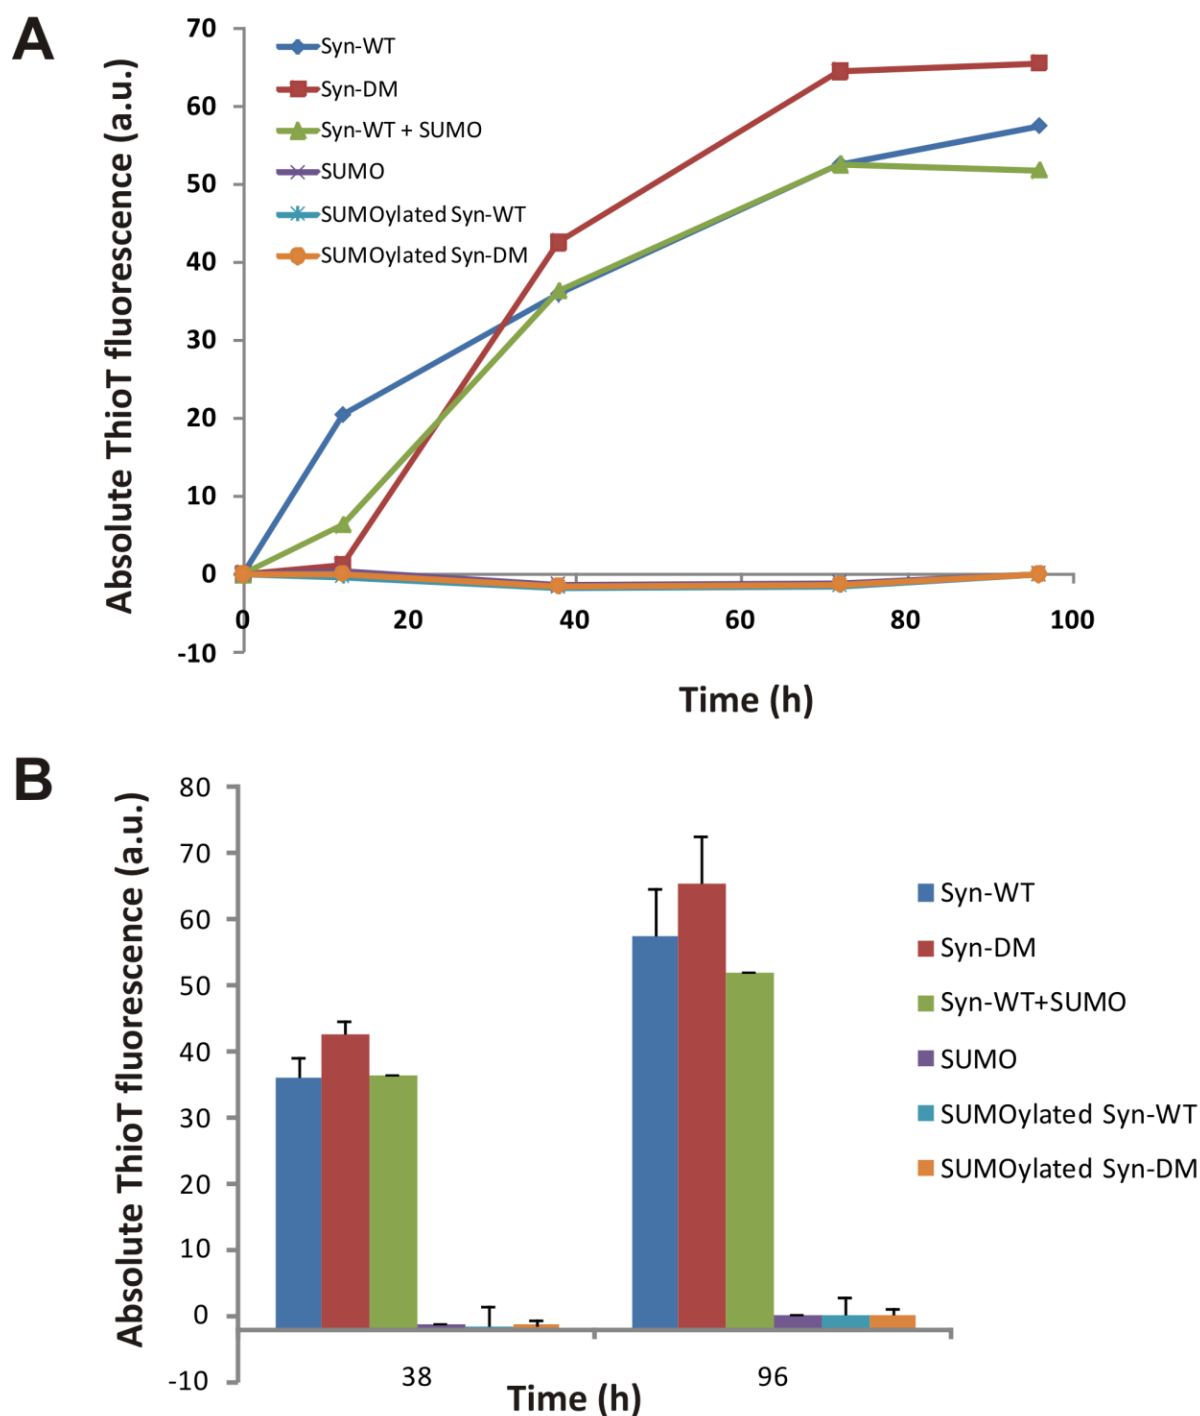 A
Absolute ThioT fluorescence (a.u.)
70
60
50
40
30
20
10
0
-10
Syn-WT
Syn-DM
Syn-WT + SUMO
SUMO
SUMOylated Syn-WT
SUMOylated Syn-DM
0 20 40 60 80 100
Time (h)
B
Absolute ThioT fluorescence (a.u.)
80
70
60
50
40
30
20
10
0
-10
38 96
Time (h)
Syn-WT
Syn-DM
Syn-WT+SUMO
SUMO
SUMOylated Syn-WT
SUMOylated Syn-DM